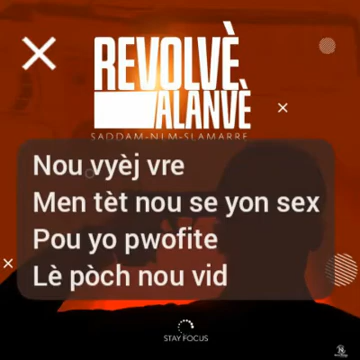 REVOLVÈ
ALANVÈ
SADDAM-NLM-SLAMARRE
Nou vyèj vre
Men tèt nou se yon sex
Pou yo pwofite
Lè pòch nou vid
STAY FOCUS